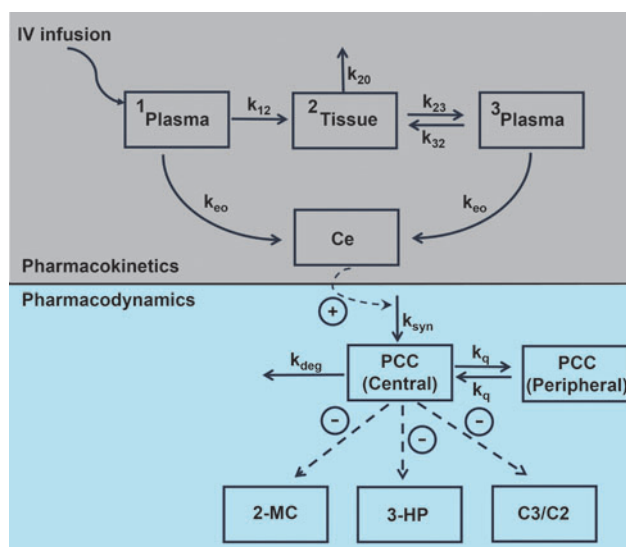 IV infusion
k20
1Plasma
k12
2Tissue
k23
k32
3Plasma
keo
keo
Ce
Pharmacokinetics
Pharmacodynamics
+
ksyn
kdeg
PCC
(Central)
kq
kq
PCC
(Peripheral)
-
-
-
2-MC
3-HP
C3/C2